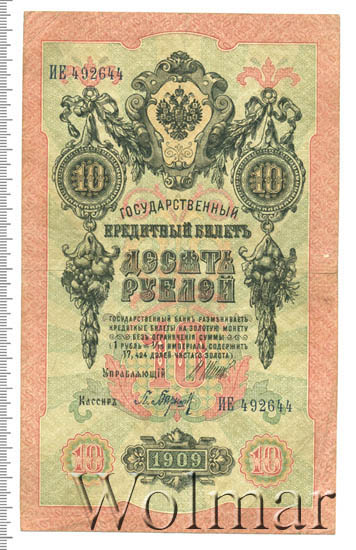 ИЕ 492644
10 10
ГОСУДАРСТВЕННЫЙ
КРЕДИТНЫЙ БИЛЕТЪ
ДЕСЯТЬ
РУБЛЕЙ
ГОСУДАРСТВЕННЫЙ БАНКЪ РАЗМѢНИВАЕТЪ
КРЕДИТНЫЕ БИЛЕТЫ НА ЗОЛОТУЮ МОНЕТУ
БЕЗЪ ОГРАНИЧЕНІЯ СУММЫ
(1 РУБЛЬ = 1/15 ИМПЕРІАЛА, СОДЕРЖИТЪ
17,424 ДОЛЕЙ ЧИСТАГО ЗОЛОТА)
10
УПРАВЛЯЮЩІЙ
КАССИРЪ
ИЕ 492644
10 1909 10
Wolmar